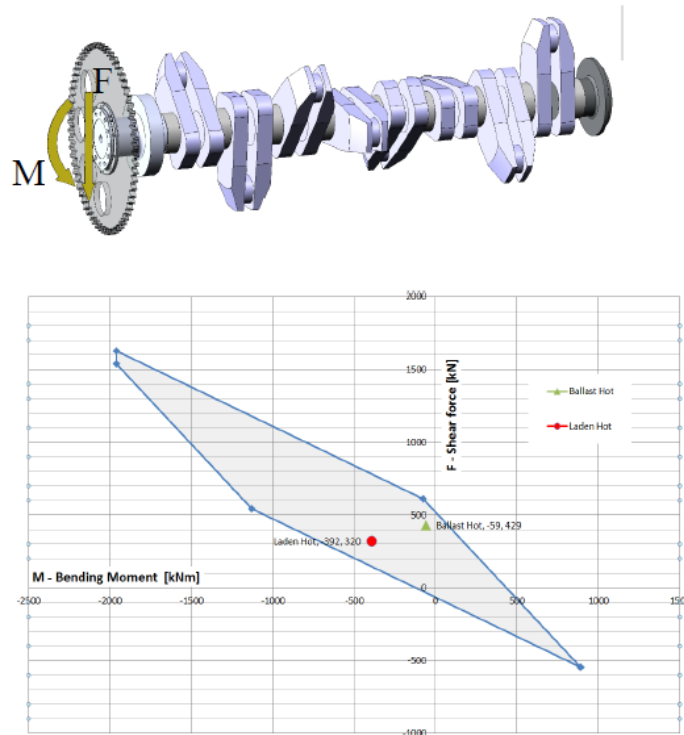 F
M
2000
1500
1000
500
0
-500
-1000
F - Shear force [kN]
Ballast Hot
Laden Hot
Ballast Hot, -59, 429
Laden Hot, -392, 320
M - Bending Moment [kNm]
-2500 -2000 -1500 -1000 -500 0 500 1000 1500